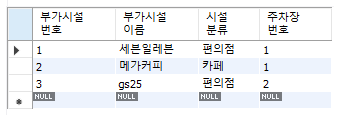 부가시설 부가시설 시설 주차장
번호 이름 분류 번호
1 세븐일레븐 편의점 1
2 메가커피 카페 1
3 gs25 편의점 2
NULL NULL NULL NULL